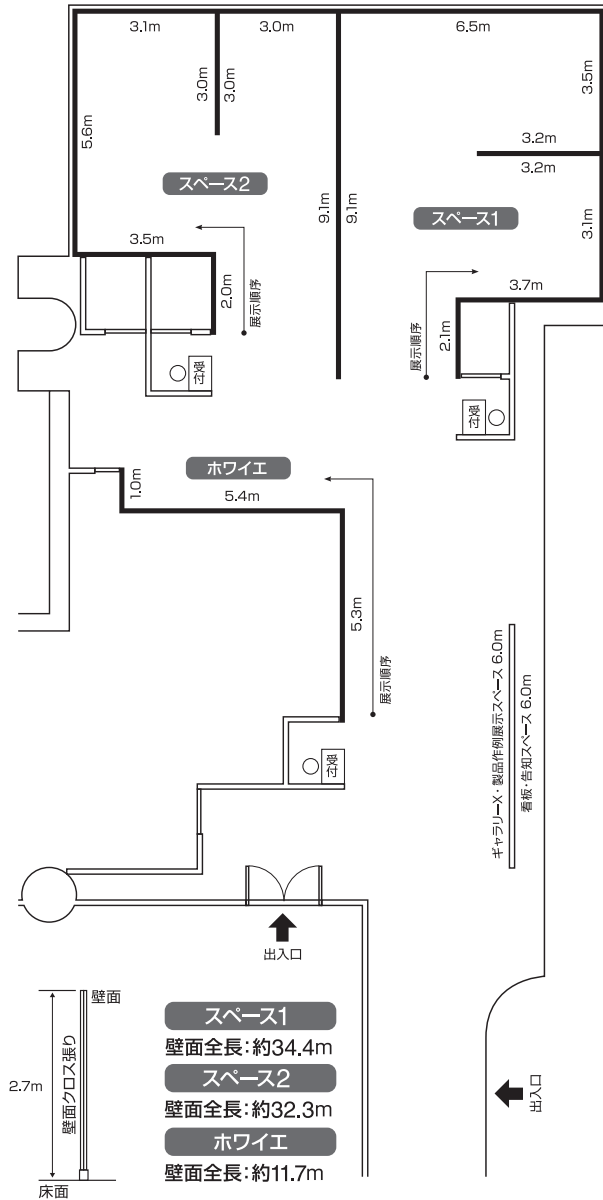 3.1m
3.0m
6.5m
3.0m
3.0m
3.5m
5.6m
3.2m
3.2m
スペース2
9.1m
9.1m
スペース1
3.1m
3.5m
2.0m
展示順序
3.7m
2.1m
展示順序
受付
受付
ホワイエ
1.0m
5.4m
5.3m
展示順序
受付
ギャラリーX・製品作例展示スペース 6.0m
看板・告知スペース 6.0m
出入口
出入口
壁面
2.7m
壁面クロス張り
床面
スペース1
壁面全長:約34.4m
スペース2
壁面全長:約32.3m
ホワイエ
壁面全長:約11.7m